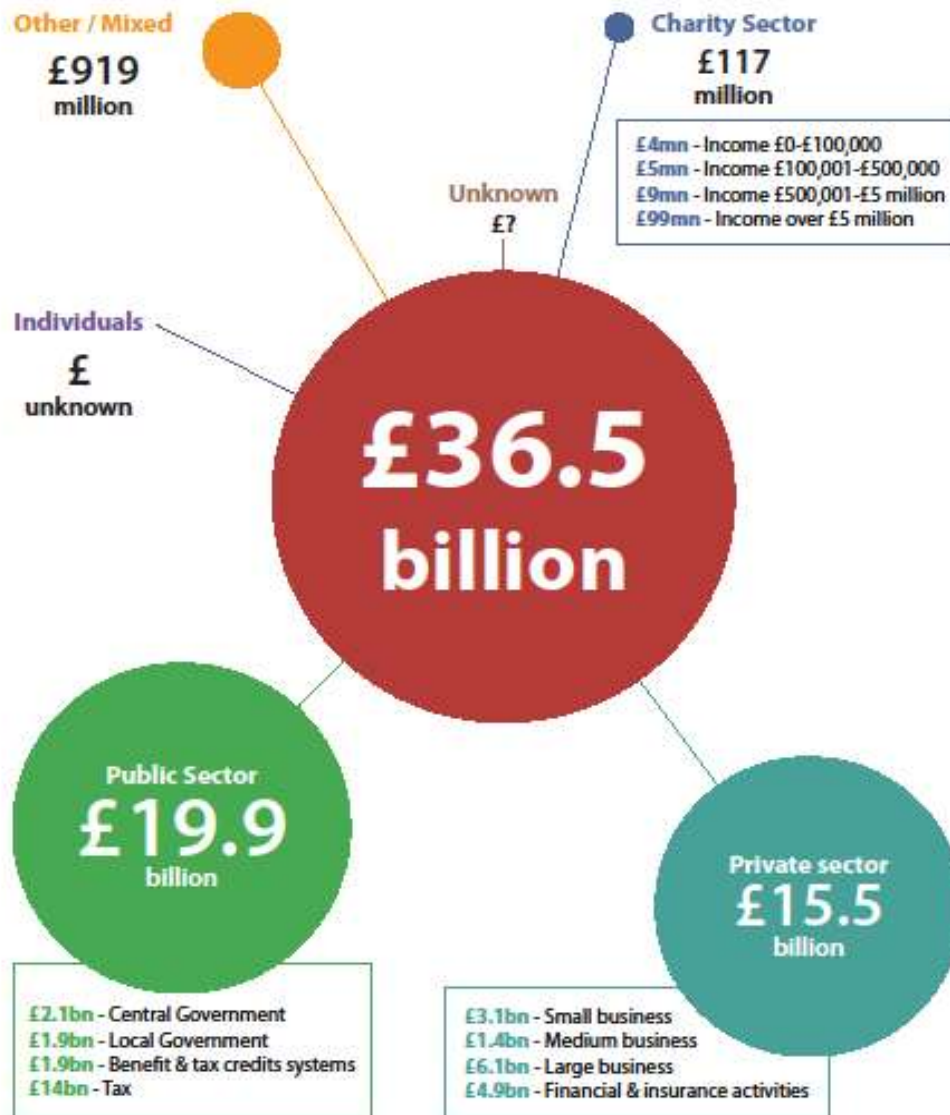 Other / Mixed
£919
million
Charity Sector
£117
million
£4mn - Income £0-£100,000
£5mn - Income £100,001-£500,000
£9mn - Income £500,001-£5 million
£99mn - Income over £5 million
Unknown
£?
Individuals
£
unknown
£36.5
billion
Public Sector
£19.9
billion
£2.1bn - Central Government
£1.9bn - Local Government
£1.9bn - Benefit & tax credits systems
£14bn - Tax
Private sector
£15.5
billion
£3.1bn - Small business
£1.4bn - Medium business
£6.1bn - Large business
£4.9bn - Financial & insurance activities